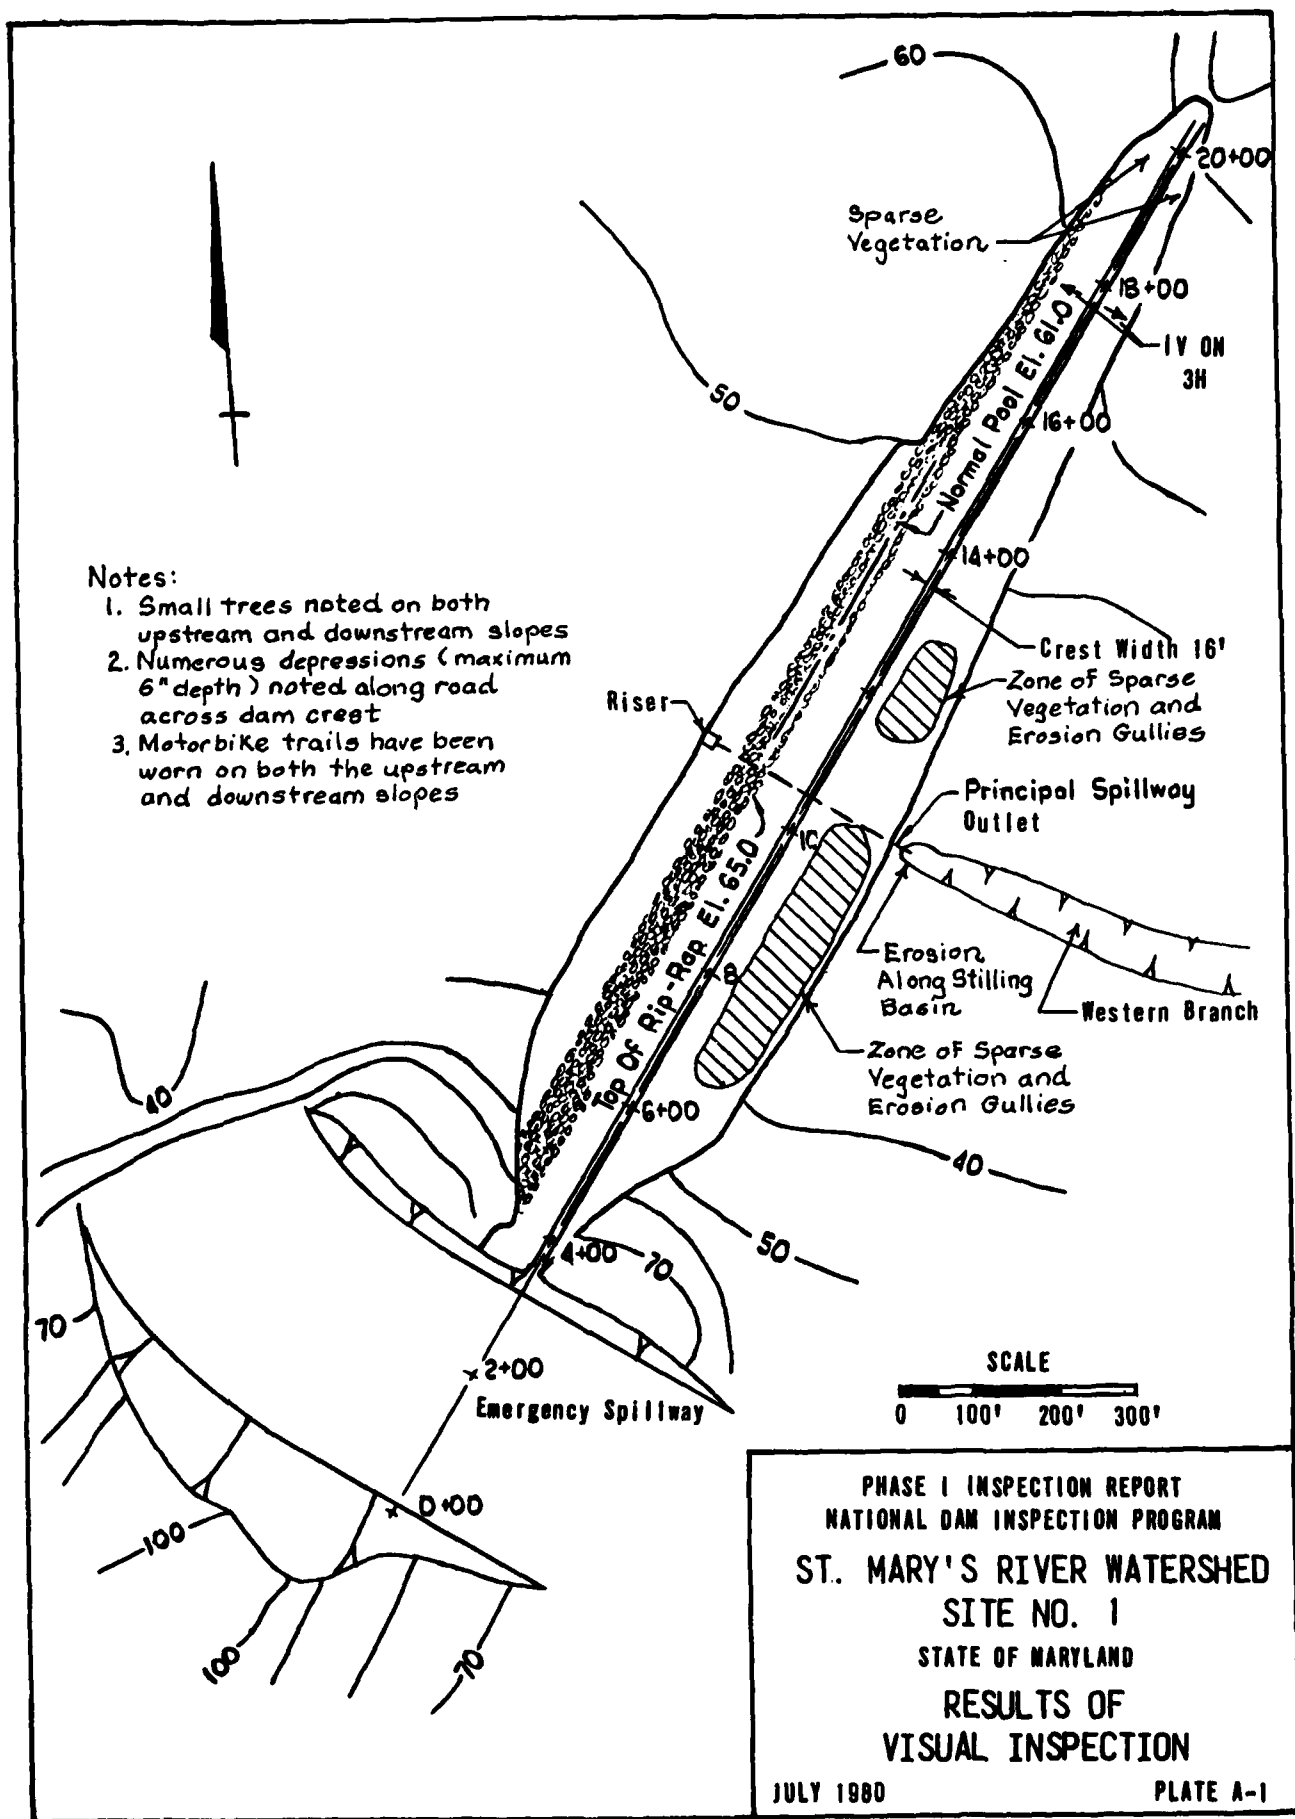 60
20+00
Sparse
Vegetation
18+00
1V ON
3H
50
16+00
Normal Pool El. 61.0
14+00
Notes:
1. Small trees noted on both
upstream and downstream slopes
2. Numerous depressions (maximum
6" depth) noted along road
across dam crest
3. Motorbike trails have been
worn on both the upstream
and downstream slopes
Crest Width 16'
Zone of Sparse
Vegetation and
Erosion Gullies
Riser
Principal Spillway
Outlet
10
Top Of Rip-Rap El. 65.0
8
Erosion
Along Stilling
Basin
Western Branch
Zone of Sparse
Vegetation and
Erosion Gullies
40
6+00
40
4+00
70
50
70
2+00
Emergency Spillway
SCALE
0 100' 200' 300'
0+00
100
100
70
PHASE I INSPECTION REPORT
NATIONAL DAM INSPECTION PROGRAM
ST. MARY'S RIVER WATERSHED
SITE NO. 1
STATE OF MARYLAND
RESULTS OF
VISUAL INSPECTION
JULY 1980 PLATE A-1